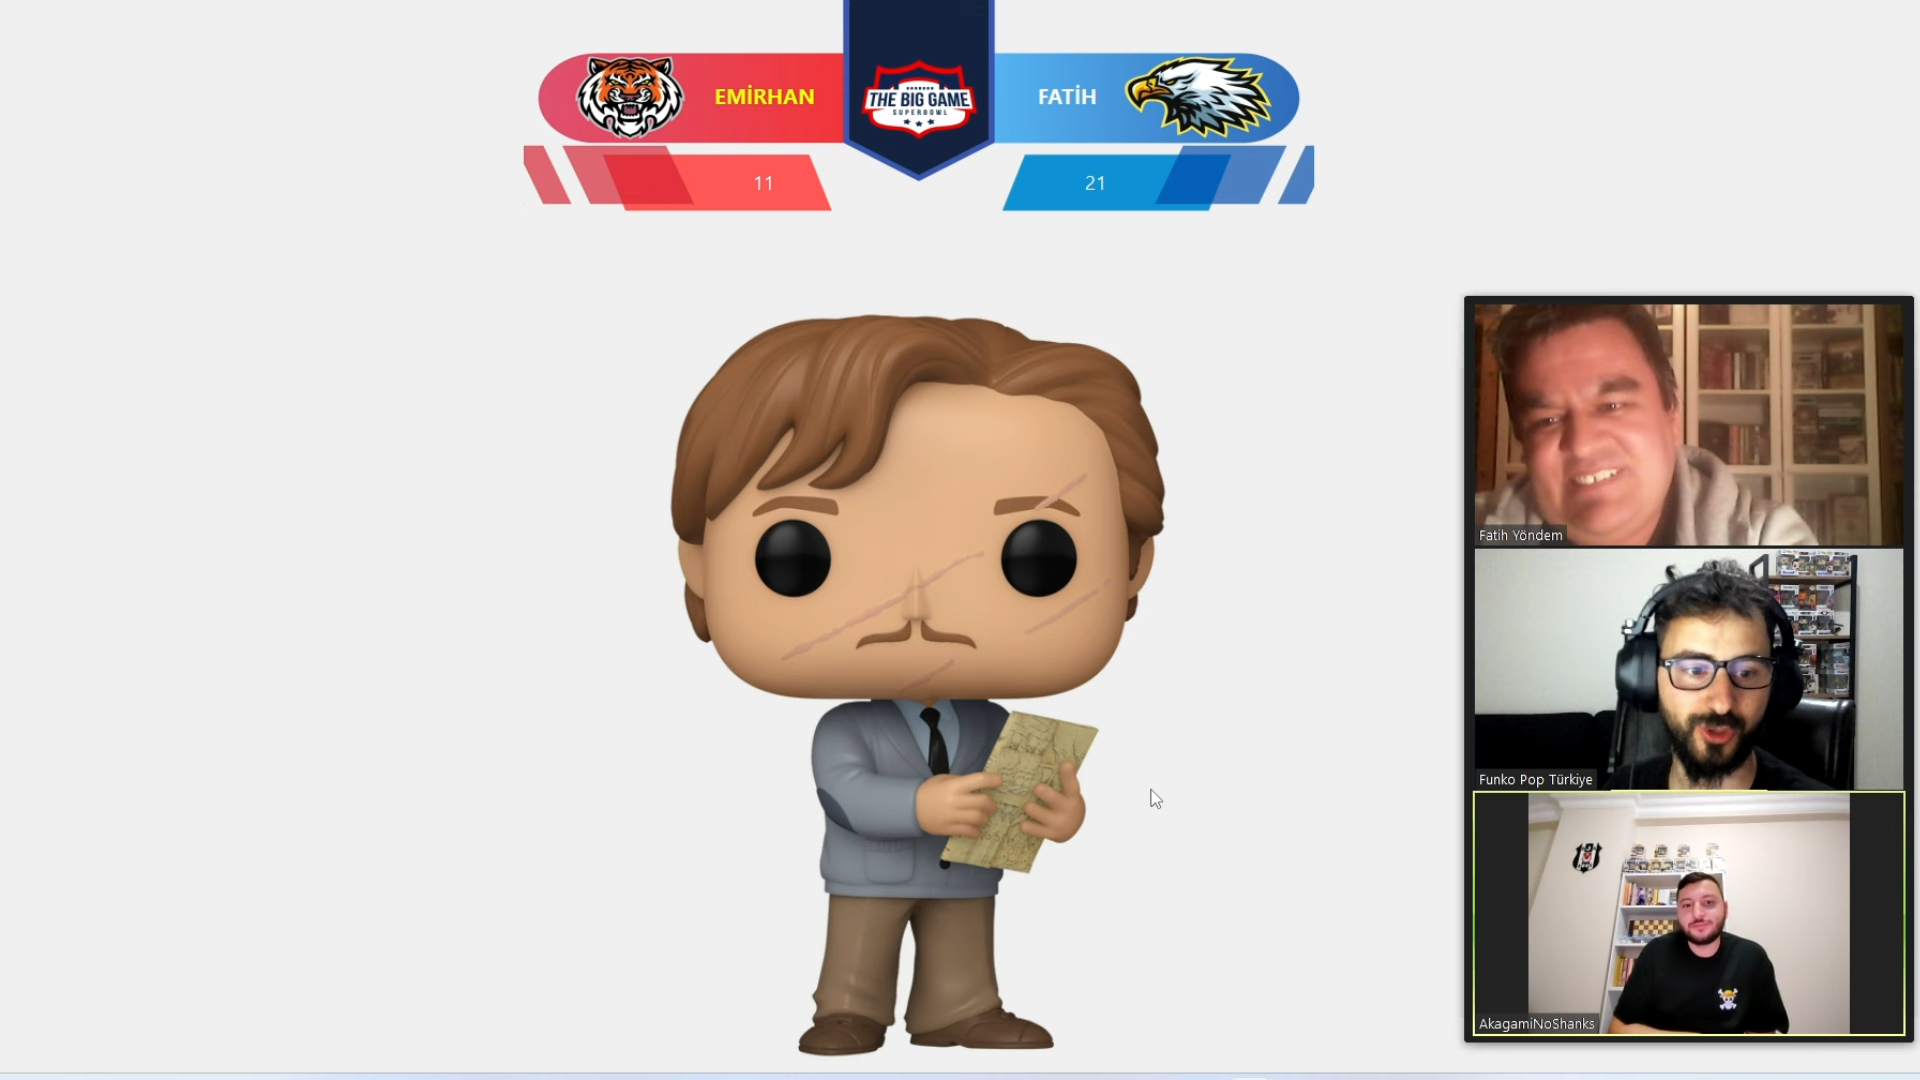 EMİRHAN
THE BIG GAME
SUPERBOWL
FATİH
11
21
Fatih Yöndem
Funko Pop Türkiye
AkagamiNoShanks